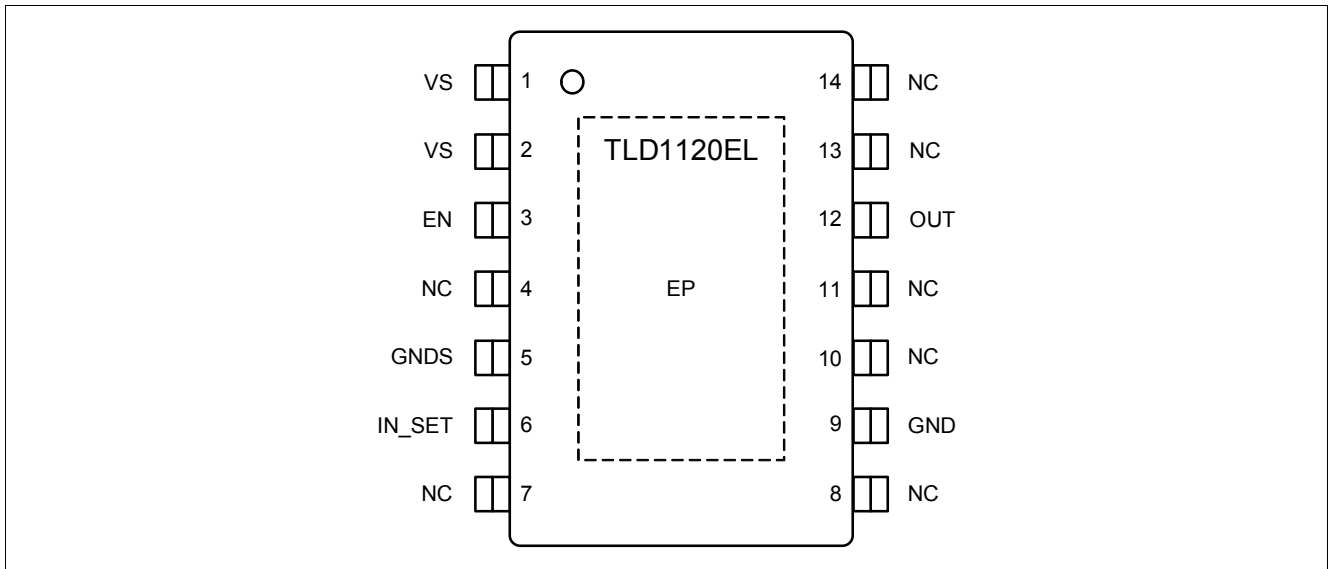 VS 1 14 NC
TLD1120EL
VS 2 13 NC
EN 3 12 OUT
NC 4 EP 11 NC
GNDS 5 10 NC
IN_SET 6 9 GND
NC 7 8 NC